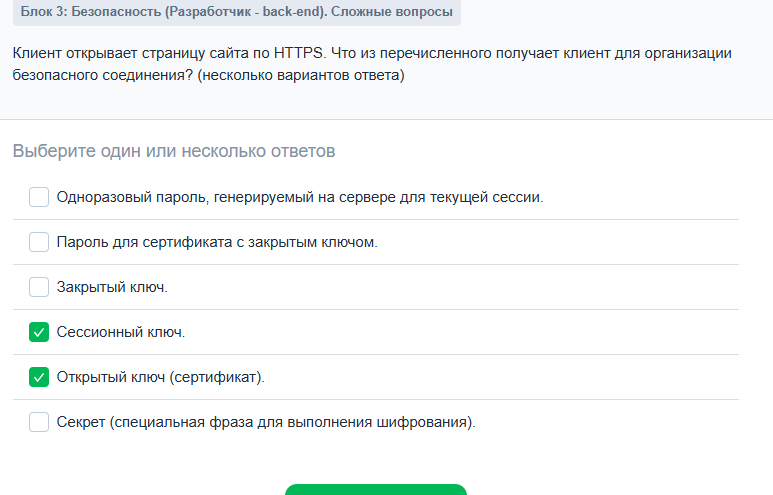 Блок 3: Безопасность (Разработчик - back-end). Сложные вопросы
Клиент открывает страницу сайта по HTTPS. Что из перечисленного получает клиент для организации
безопасного соединения? (несколько вариантов ответа)
Выберите один или несколько ответов
Одноразовый пароль, генерируемый на сервере для текущей сессии.
Пароль для сертификата с закрытым ключом.
Закрытый ключ.
Сессионный ключ.
Открытый ключ (сертификат).
Секрет (специальная фраза для выполнения шифрования).